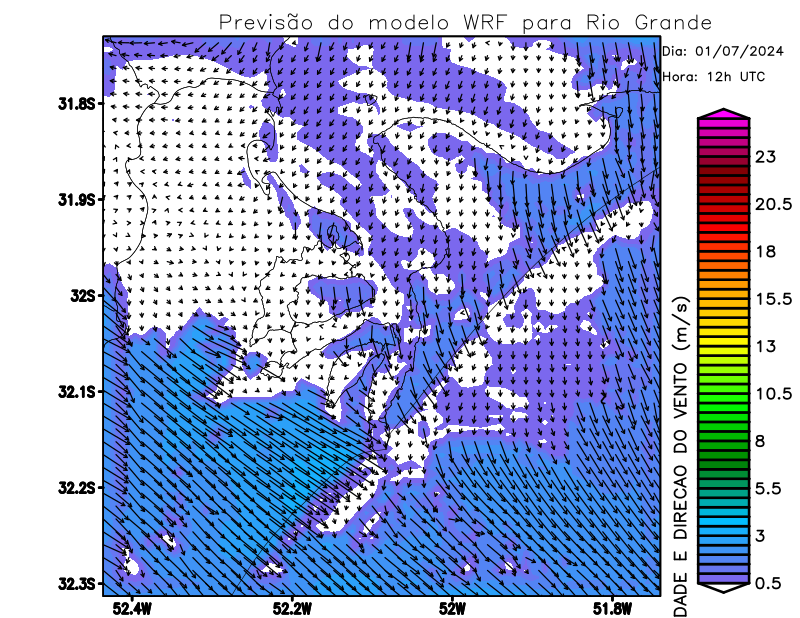 Previsão do modelo WRF para Rio Grande
Dia: 01/07/2024
Hora: 12h UTC
31.8S
31.9S
32S
32.1S
32.2S
32.3S
52.4W
52.2W
52W
51.8W
DADE E DIRECAO DO VENTO (m/s)
23
20.5
18
15.5
13
10.5
8
5.5
3
0.5